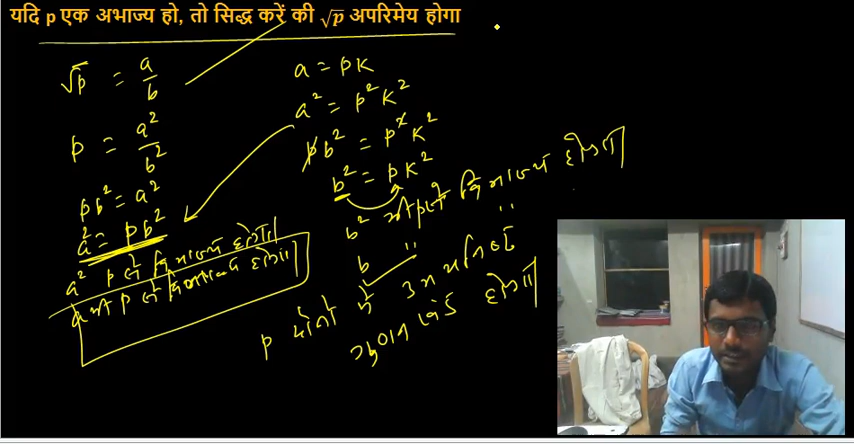 यदि p एक अभाज्य हो, तो सिद्ध करें की √p अपरिमेय होगा
√p = a/b
p = a²/b²
pb² = a²
a² = pb²
a² p से विभाज्य होगा
a भी p से विभाज्य होगा
a = pk
a² = p²k²
pb² = p²k²
b² = pk²
b² भी p से विभाज्य होगा
b " "
p दोनों में उभयनिष्ठ
गुणनखंड होगा